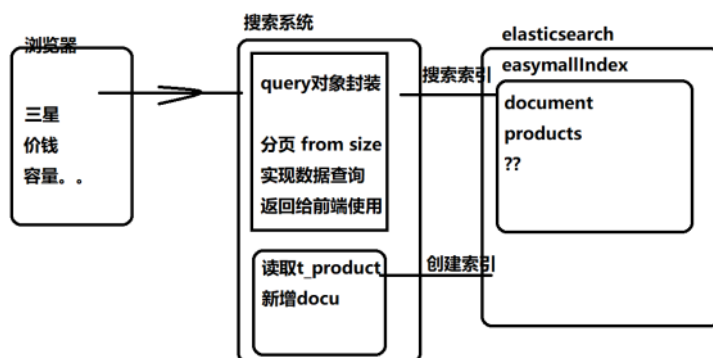 浏览器
三星
价钱
容量。。
搜索系统
query对象封装
分页 from size
实现数据查询
返回给前端使用
读取t_product
新增docu
搜索索引
创建索引
elasticsearch
easymallIndex
document
products
??